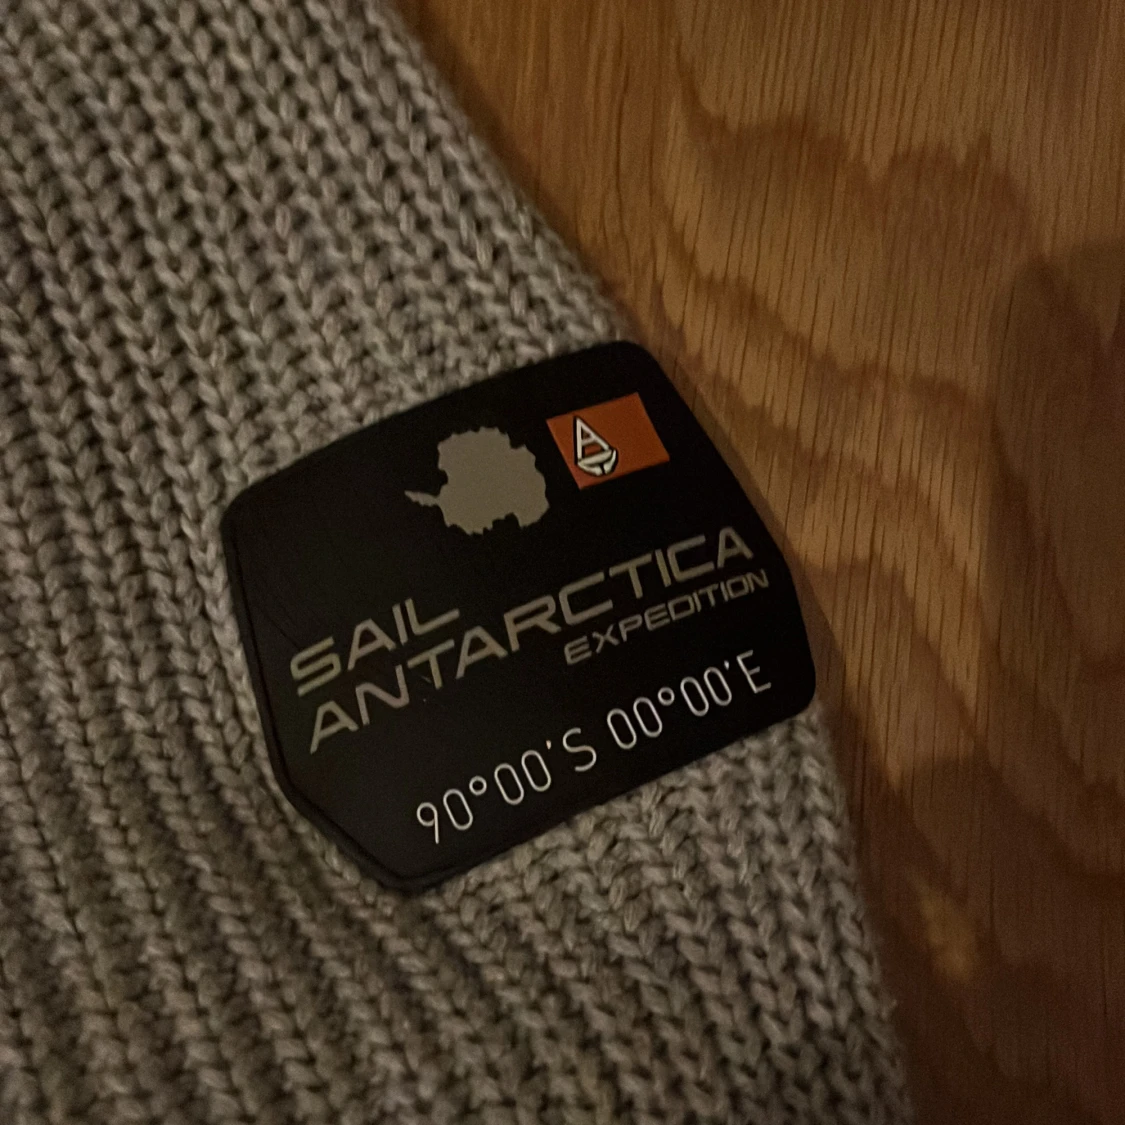 A
SAIL
ANTARCTICA
EXPEDITION
90°00'S 00°00'E